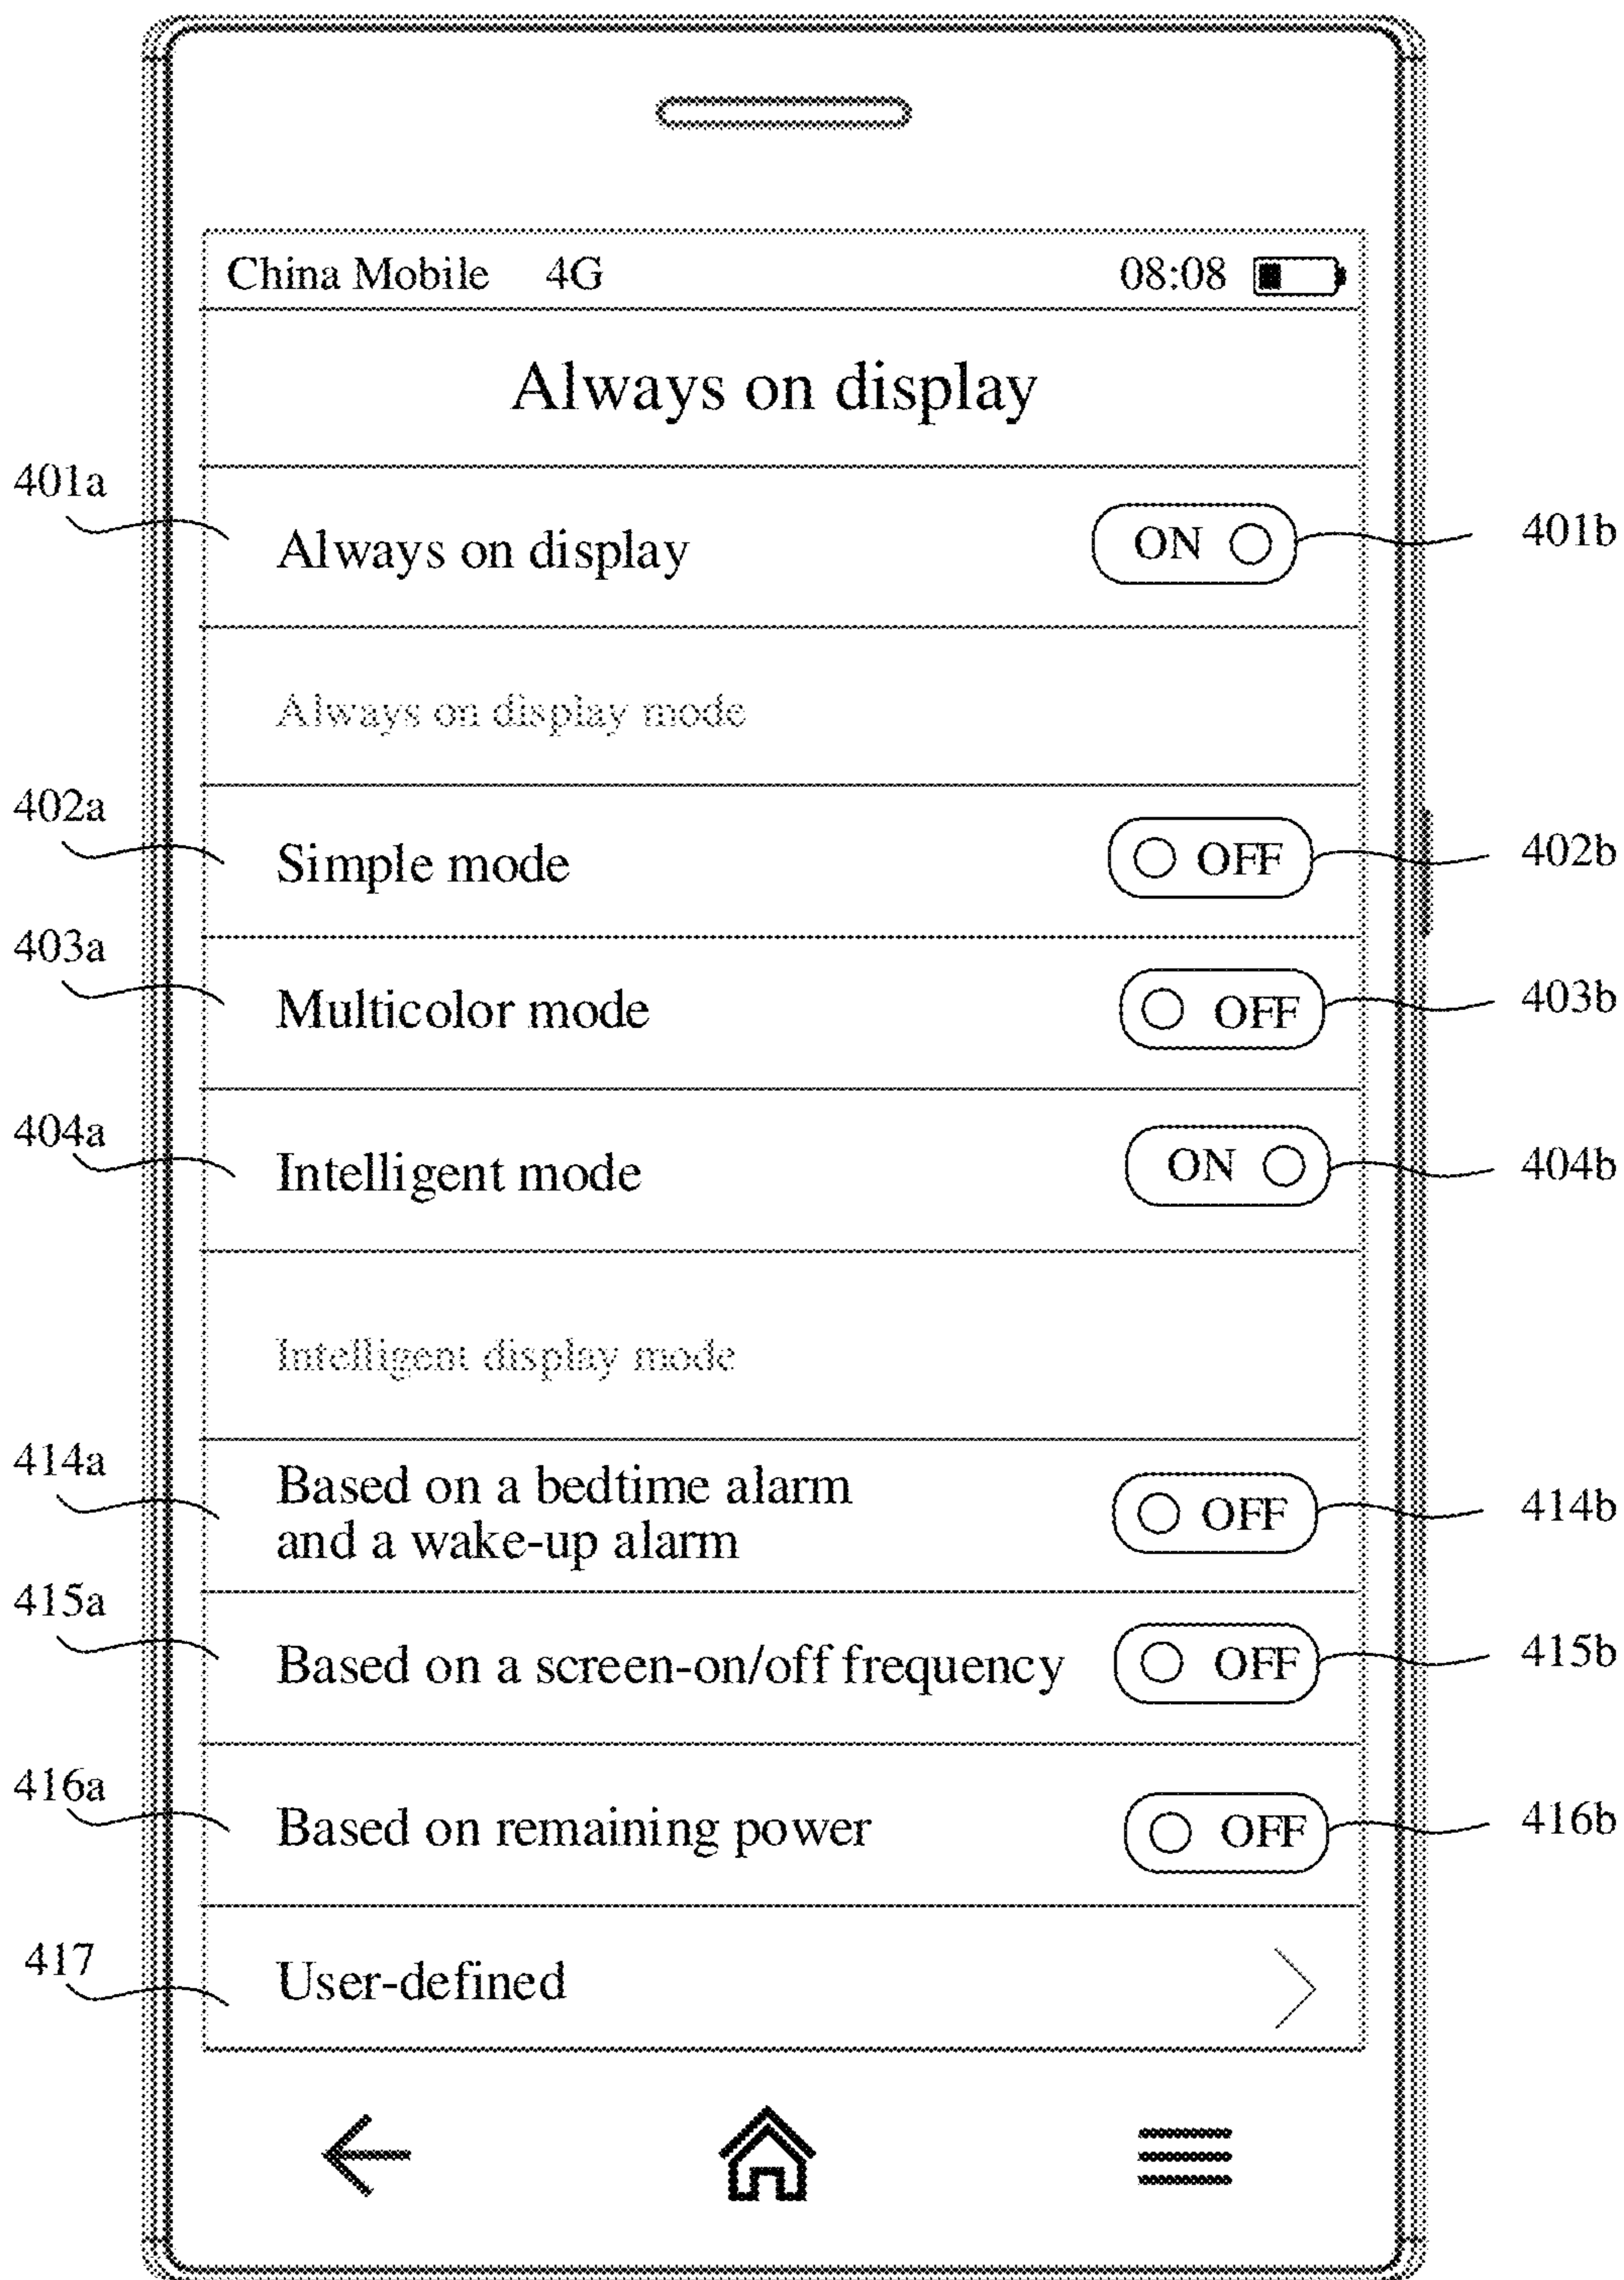 China Mobile 4G 08:08
Always on display
401a
Always on display ON 401b
Always on display mode
402a
Simple mode OFF 402b
403a
Multicolor mode OFF 403b
404a
Intelligent mode ON 404b
Intelligent display mode
414a
Based on a bedtime alarm
and a wake-up alarm OFF 414b
415a
Based on a screen-on/off frequency OFF 415b
416a
Based on remaining power OFF 416b
417
User-defined